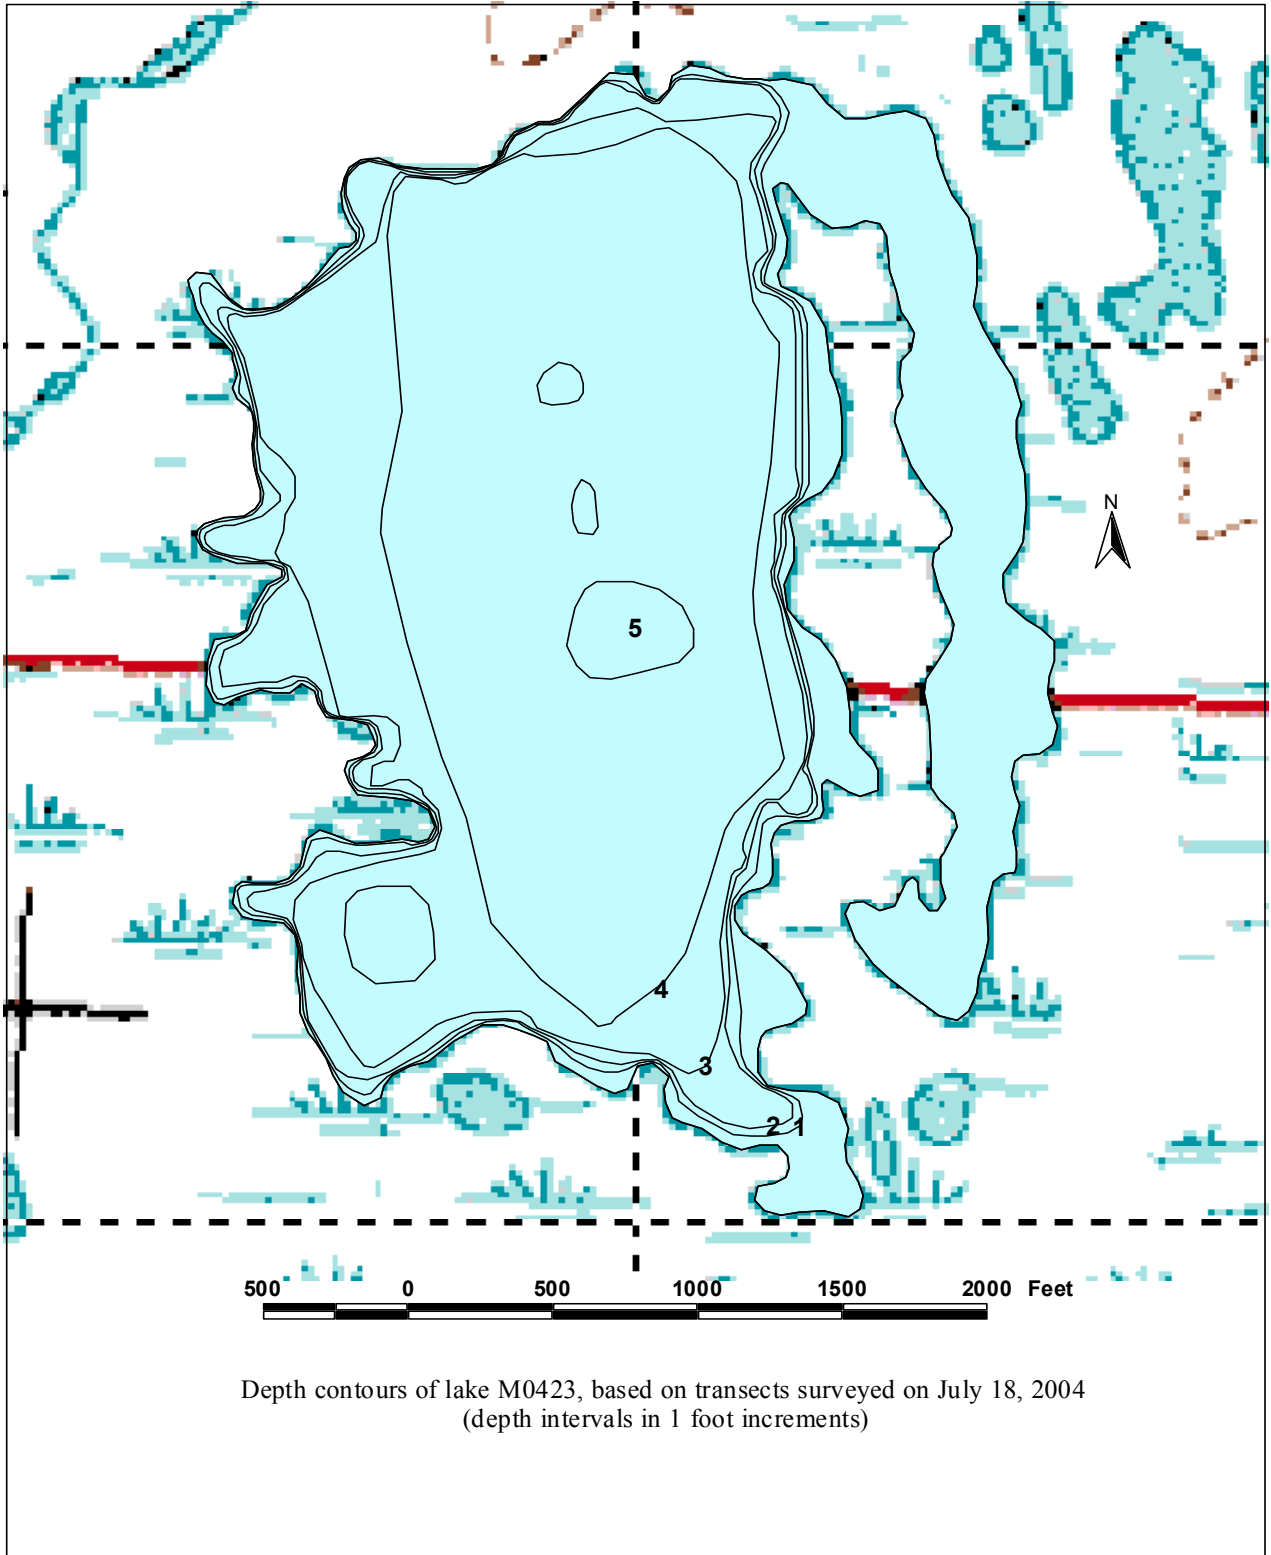 N
5
4
3
2 1
500 0 500 1000 1500 2000 Feet
Depth contours of lake M0423, based on transects surveyed on July 18, 2004
(depth intervals in 1 foot increments)